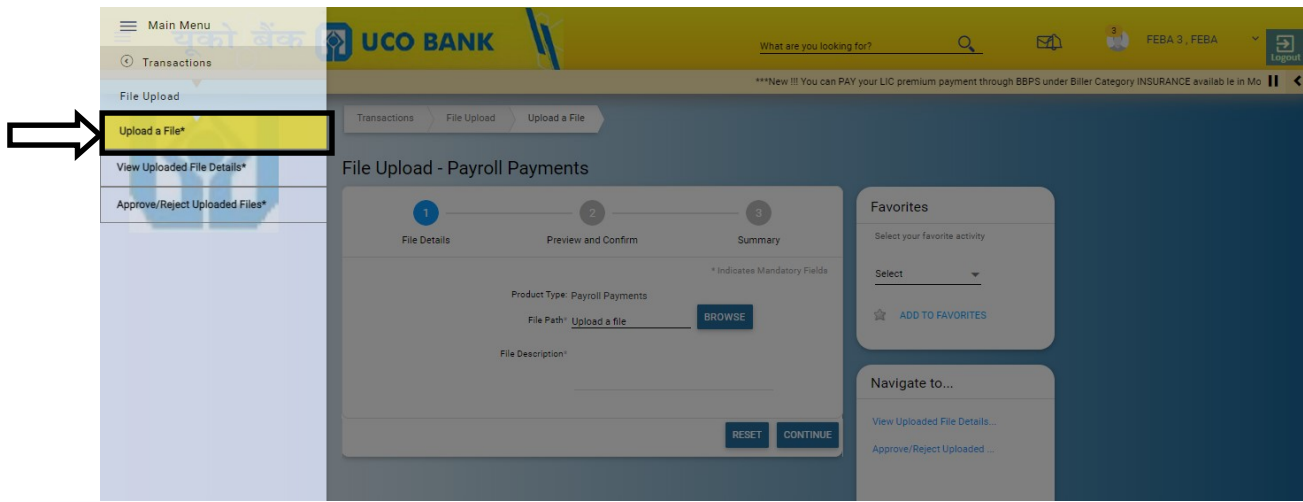 Main Menu
Transactions
File Upload
Upload a File*
View Uploaded File Details*
Approve/Reject Uploaded Files*
यूको बैंक UCO BANK
What are you looking for?
3
FEBA 3 , FEBA
Logout
***New !!! You can PAY your LIC premium payment through BBPS under Biller Category INSURANCE availab le in Mo
Transactions File Upload Upload a File
File Upload - Payroll Payments
1 2 3
File Details Preview and Confirm Summary
* Indicates Mandatory Fields
Product Type: Payroll Payments
File Path* Upload a file BROWSE
File Description*
RESET CONTINUE
Favorites
Select your favorite activity
Select
ADD TO FAVORITES
Navigate to...
View Uploaded File Details...
Approve/Reject Uploaded ...